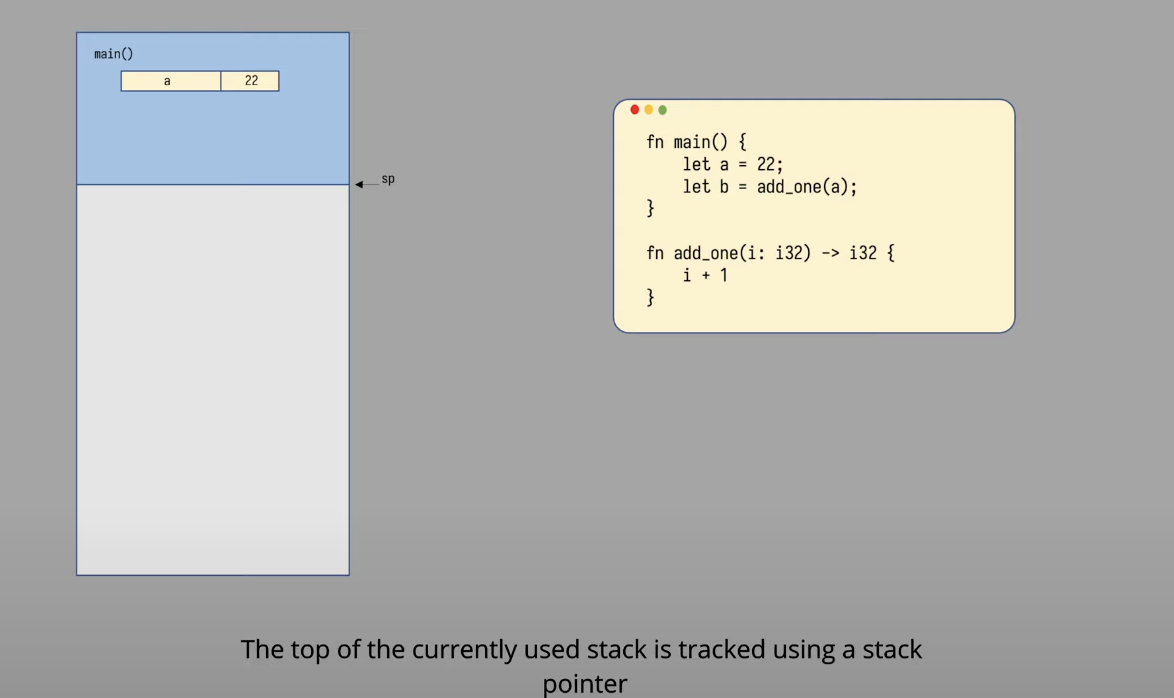 main()
a 22
sp
fn main() {
    let a = 22;
    let b = add_one(a);
}
fn add_one(i: i32) -> i32 {
    i + 1
}
The top of the currently used stack is tracked using a stack
pointer